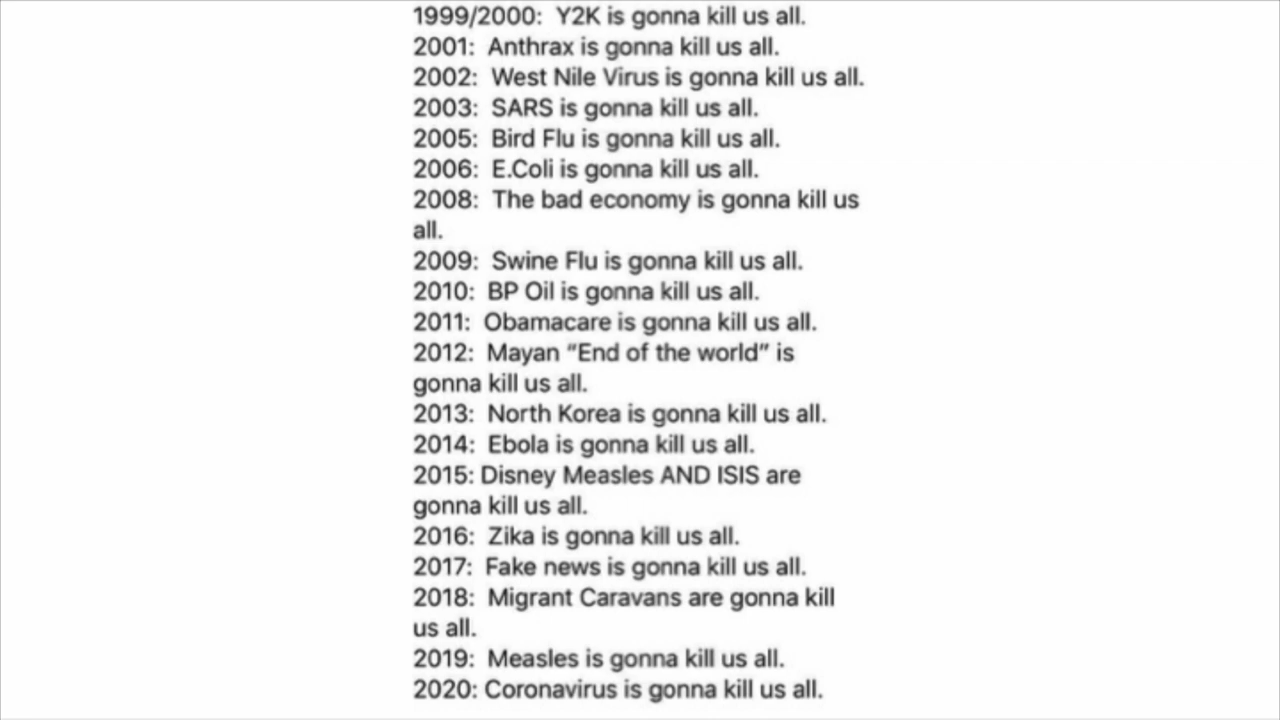 1999/2000:  Y2K is gonna kill us all.
2001:  Anthrax is gonna kill us all.
2002:  West Nile Virus is gonna kill us all.
2003:  SARS is gonna kill us all.
2005:  Bird Flu is gonna kill us all.
2006:  E.Coli is gonna kill us all.
2008:  The bad economy is gonna kill us
all.
2009:  Swine Flu is gonna kill us all.
2010:  BP Oil is gonna kill us all.
2011:  Obamacare is gonna kill us all.
2012:  Mayan “End of the world” is
gonna kill us all.
2013:  North Korea is gonna kill us all.
2014:  Ebola is gonna kill us all.
2015: Disney Measles AND ISIS are
gonna kill us all.
2016:  Zika is gonna kill us all.
2017:  Fake news is gonna kill us all.
2018:  Migrant Caravans are gonna kill
us all.
2019:  Measles is gonna kill us all.
2020: Coronavirus is gonna kill us all.